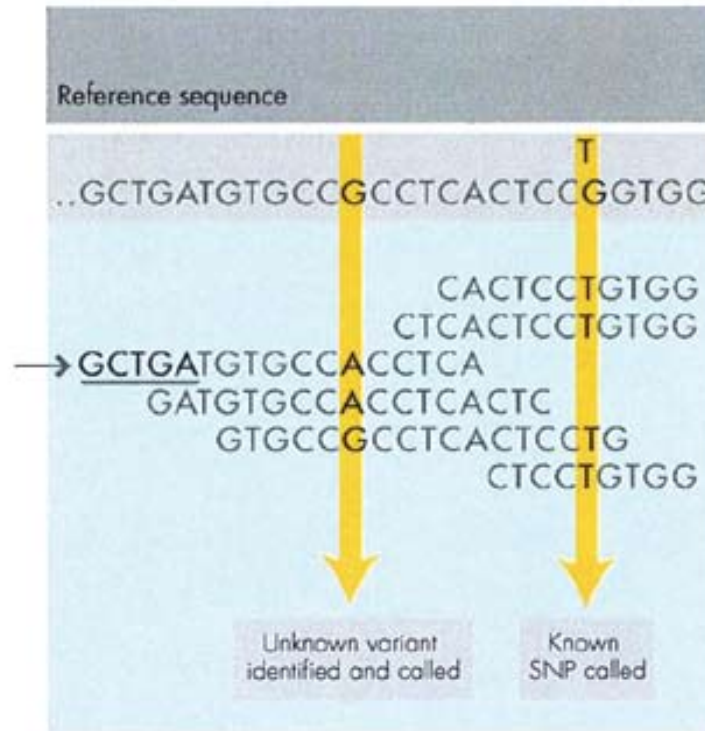 Reference sequence
T
..GCTGATGTGCCGCCTCACTCCGGTGG
CACTCCTGTGG
CTCACTCCTGTGG
GCTGATGTGCCACCTCA
GATGTGCCACCTCACTC
GTGCCGCCTCACTCCTG
CTCCTGTGG
Unknown variant
identified and called
Known
SNP called